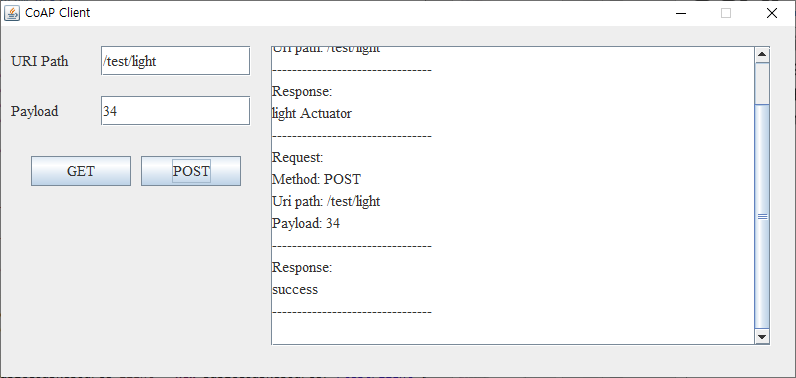 CoAP Client
URI Path
/test/light
Payload
34
GET
POST
Uri path: /test/light
--------------------------------
Response:
light Actuator
--------------------------------
Request:
Method: POST
Uri path: /test/light
Payload: 34
--------------------------------
Response:
success
--------------------------------